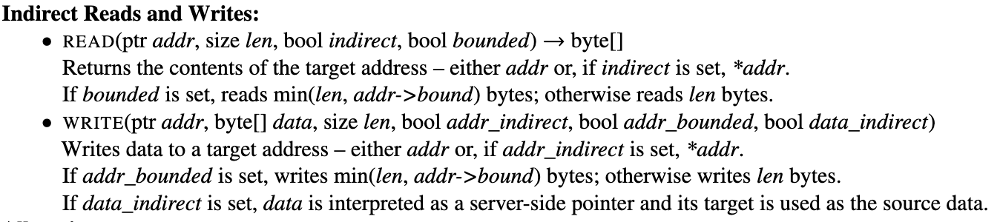 Indirect Reads and Writes:
• READ(ptr addr, size len, bool indirect, bool bounded) → byte[]
Returns the contents of the target address – either addr or, if indirect is set, *addr.
If bounded is set, reads min(len, addr->bound) bytes; otherwise reads len bytes.
• WRITE(ptr addr, byte[] data, size len, bool addr_indirect, bool addr_bounded, bool data_indirect)
Writes data to a target address – either addr or, if addr_indirect is set, *addr.
If addr_bounded is set, writes min(len, addr->bound) bytes; otherwise writes len bytes.
If data_indirect is set, data is interpreted as a server-side pointer and its target is used as the source data.